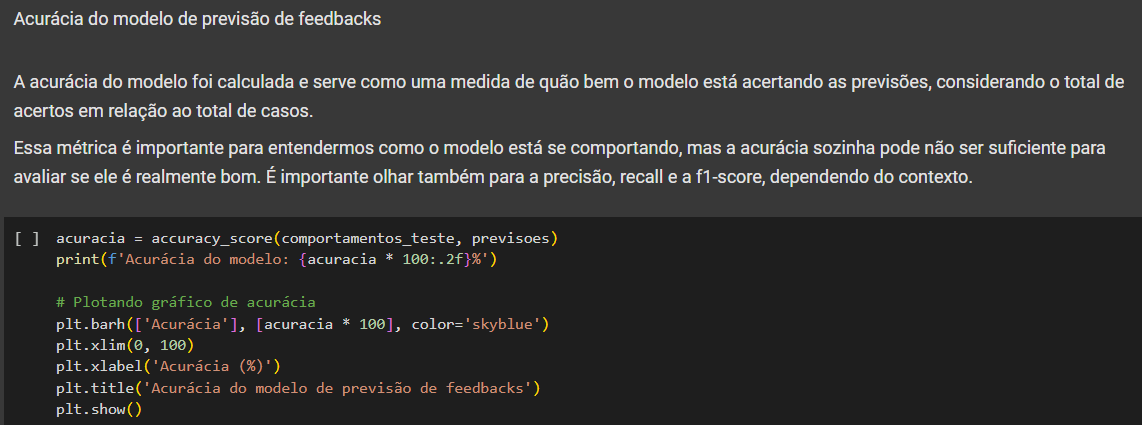 Acurácia do modelo de previsão de feedbacks
A acurácia do modelo foi calculada e serve como uma medida de quão bem o modelo está acertando as previsões, considerando o total de
acertos em relação ao total de casos.
Essa métrica é importante para entendermos como o modelo está se comportando, mas a acurácia sozinha pode não ser suficiente para
avaliar se ele é realmente bom. É importante olhar também para a precisão, recall e a f1-score, dependendo do contexto.
[ ] acuracia = accuracy_score(comportamentos_teste, previsoes)
print(f'Acurácia do modelo: {acuracia * 100:.2f}%')
# Plotando gráfico de acurácia
plt.barh(['Acurácia'], [acuracia * 100], color='skyblue')
plt.xlim(0, 100)
plt.xlabel('Acurácia (%)')
plt.title('Acurácia do modelo de previsão de feedbacks')
plt.show()